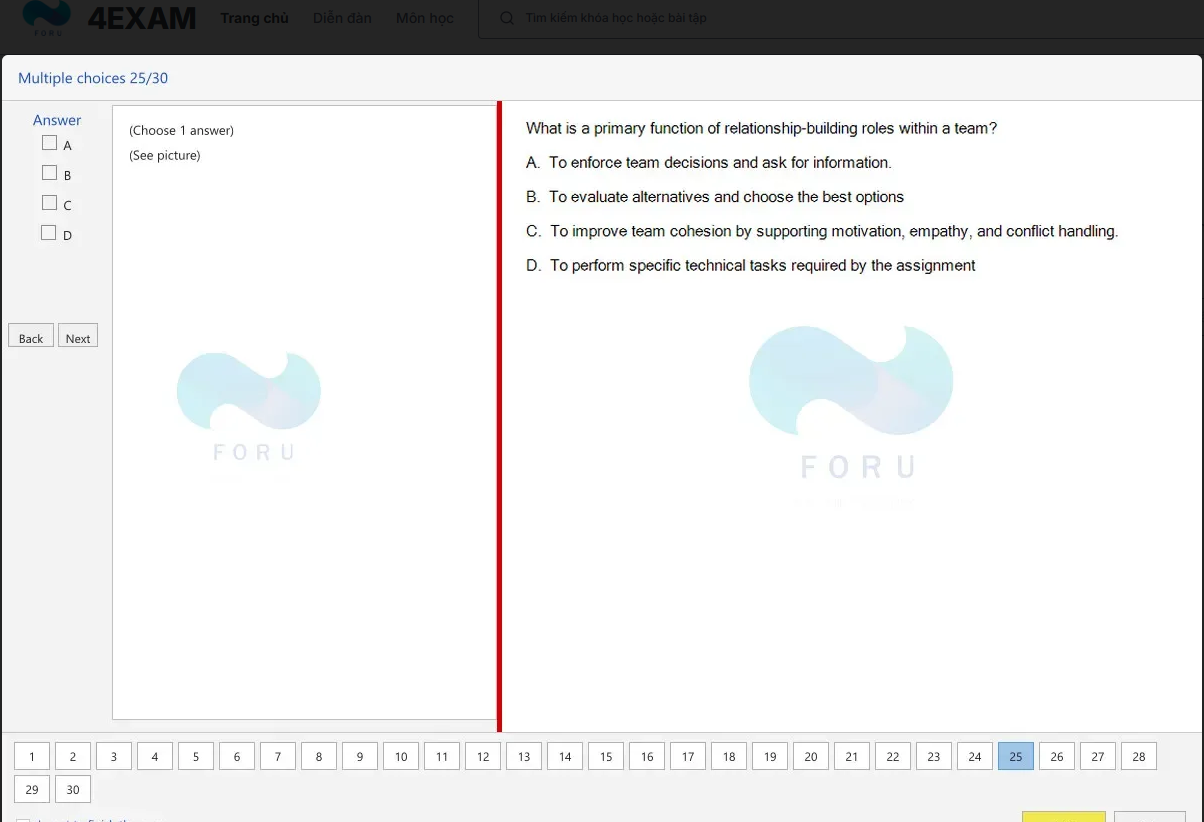 FORU
4EXAM
Trang chủ
Diễn đàn
Môn học
Tìm kiếm khóa học hoặc bài tập
Multiple choices 25/30
Answer
A
B
C
D
Back
Next
(Choose 1 answer)
(See picture)
FORU
What is a primary function of relationship-building roles within a team?
A. To enforce team decisions and ask for information.
B. To evaluate alternatives and choose the best options
C. To improve team cohesion by supporting motivation, empathy, and conflict handling.
D. To perform specific technical tasks required by the assignment
FORU
1 2 3 4 5 6 7 8 9 10 11 12 13 14 15 16 17 18 19 20 21 22 23 24 25 26 27 28
29 30